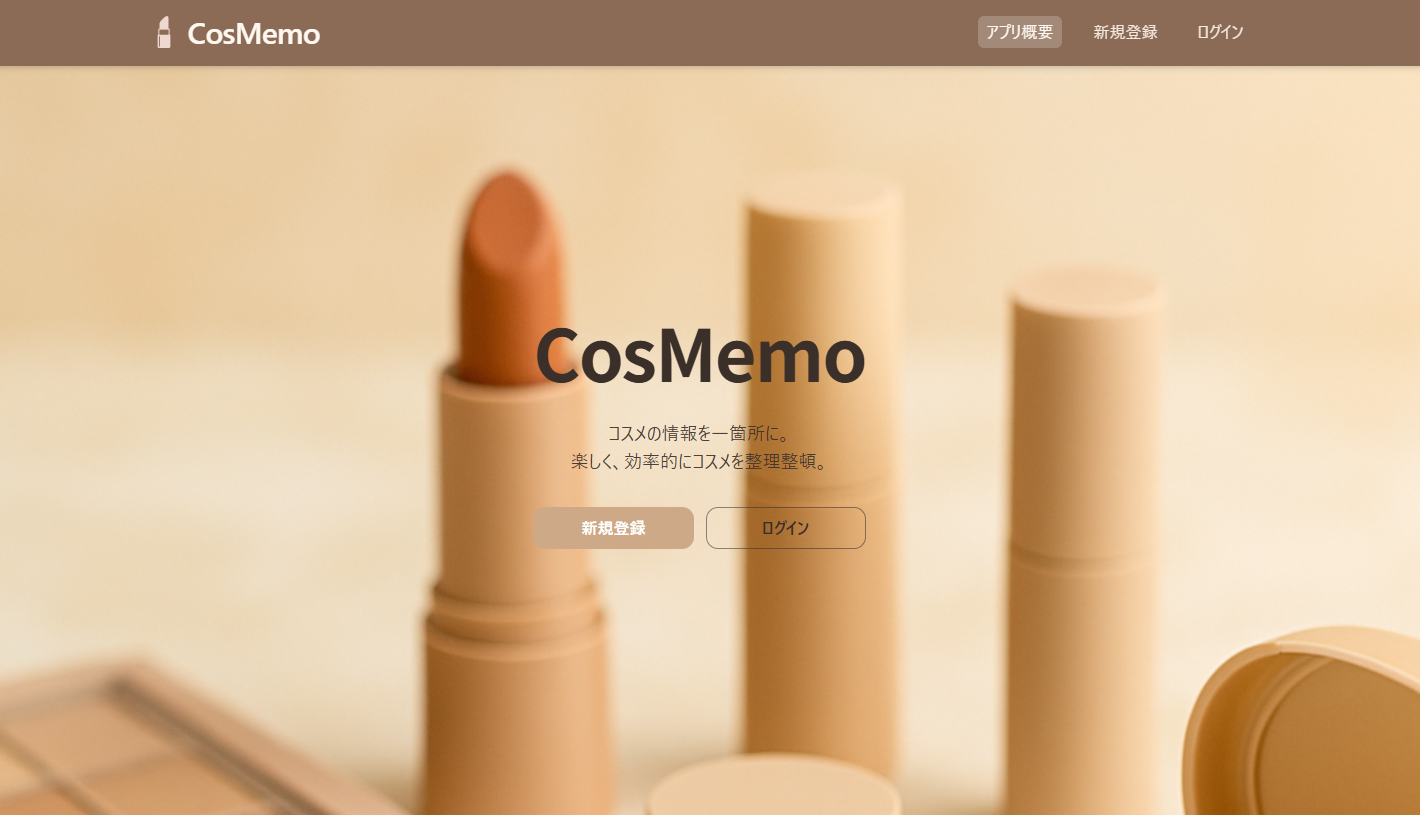 CosMemo
アプリ概要
新規登録
ログイン
CosMemo
コスメの情報を一箇所に。
楽しく、効率的にコスメを整理整頓。
新規登録
ログイン